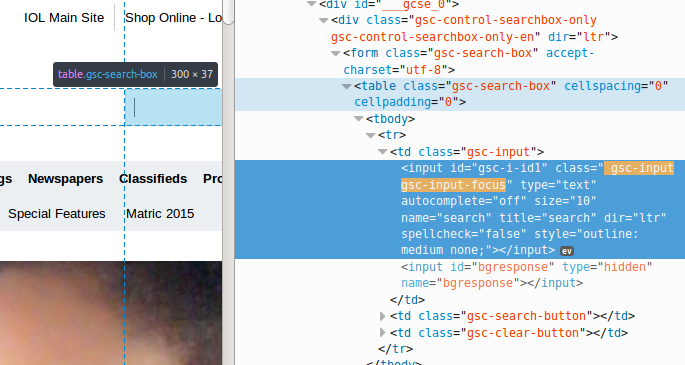 IOL Main Site
Shop Online - Lo
table.gsc-search-box | 300 × 37
gs Newspapers Classifieds Pro
Special Features Matric 2015
<div id="___gcse_0">
<div class="gsc-control-searchbox-only
gsc-control-searchbox-only-en" dir="ltr">
<form class="gsc-search-box" accept-
charset="utf-8">
<table class="gsc-search-box" cellspacing="0"
cellpadding="0">
<tbody>
<tr>
<td class="gsc-input">
<input id="gsc-i-id1" class=" gsc-input
gsc-input-focus" type="text"
autocomplete="off" size="10"
name="search" title="search" dir="ltr"
spellcheck="false" style="outline:
medium none;"></input> ev
<input id="bgresponse" type="hidden"
name="bgresponse"></input>
</td>
<td class="gsc-search-button"></td>
<td class="gsc-clear-button"></td>
</tr>
</tbody>